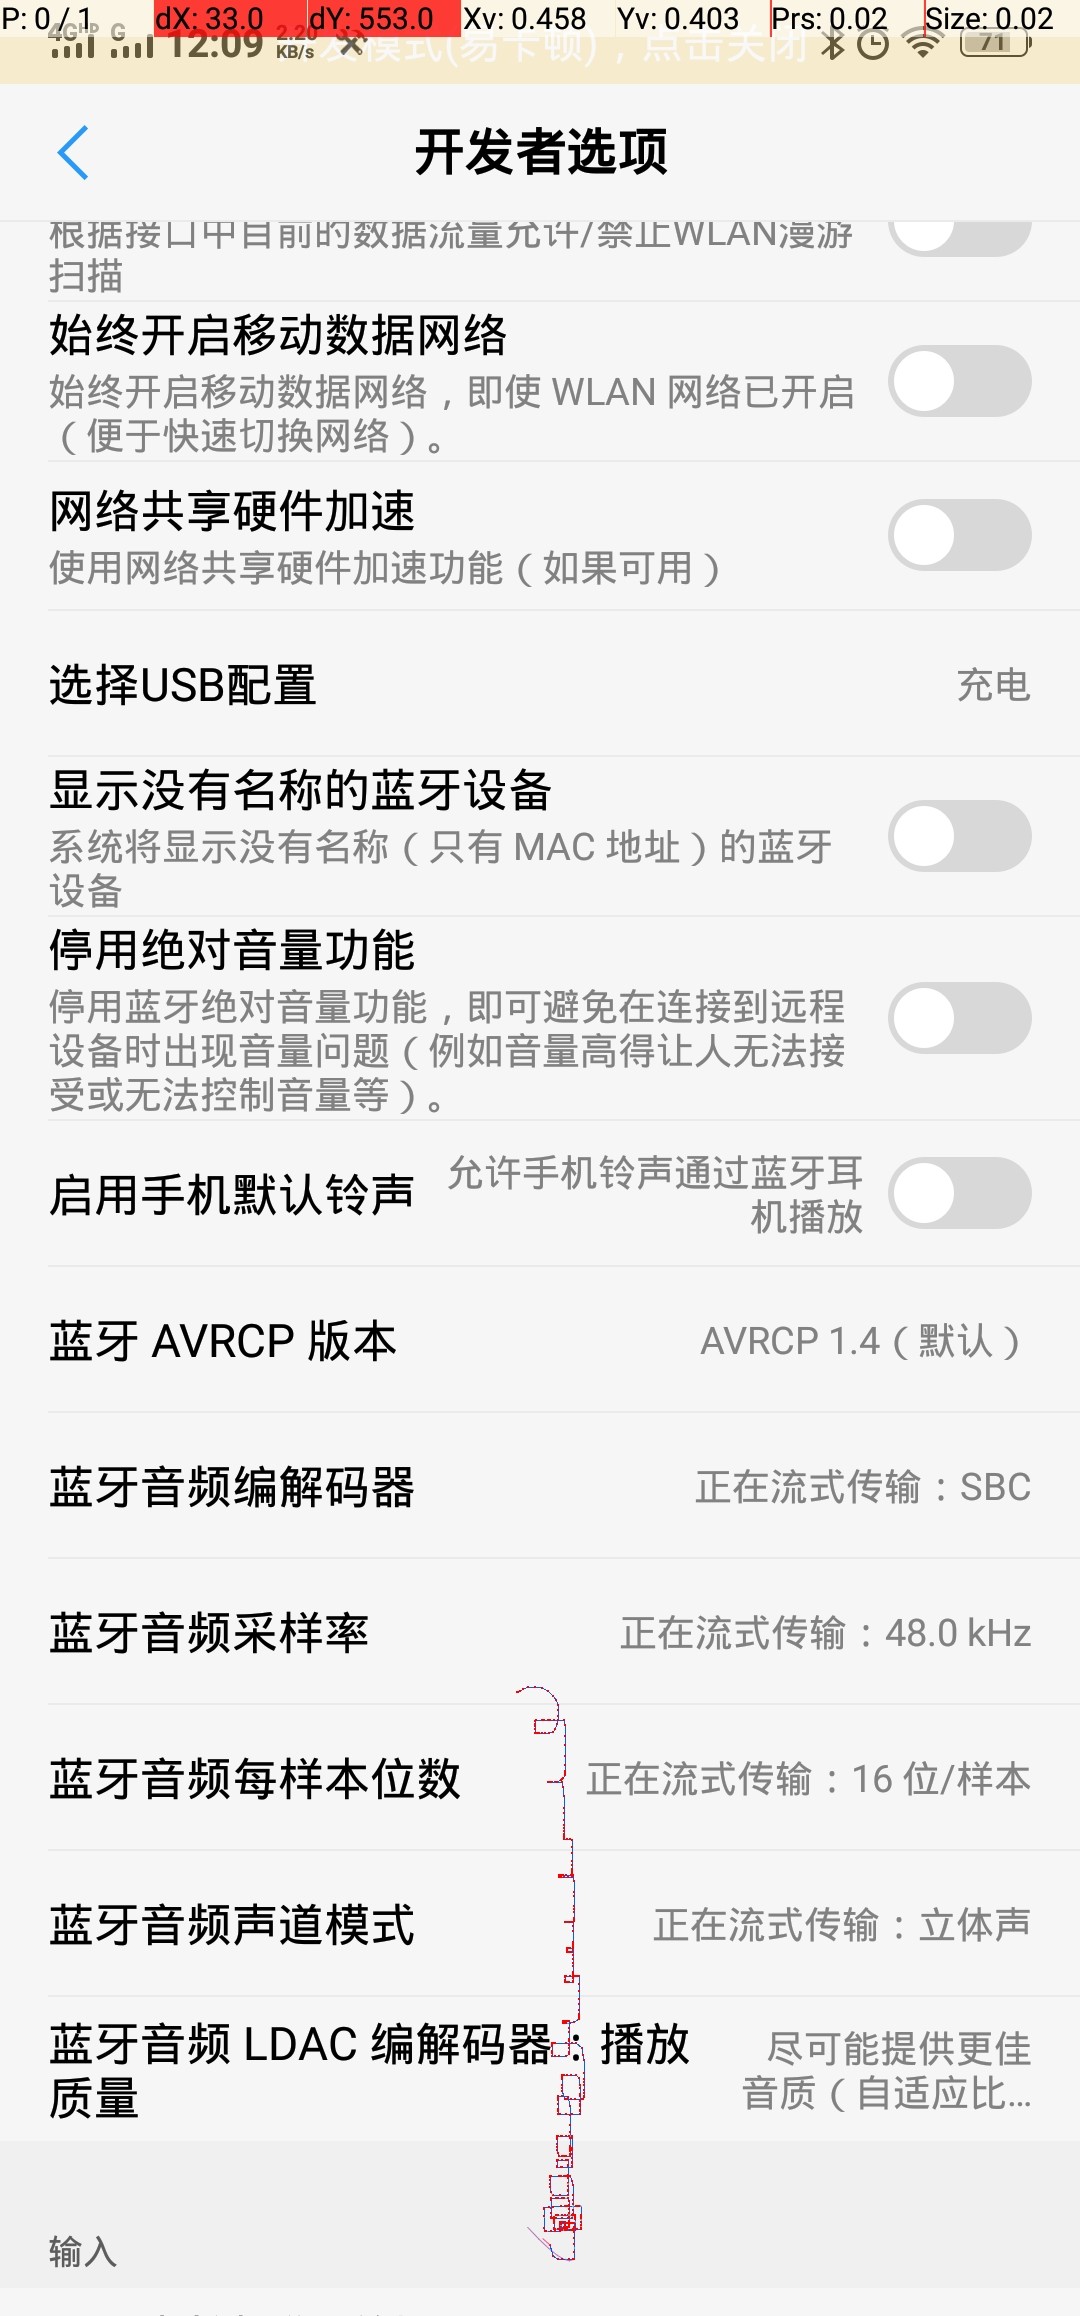 P: 0 / 1 dX: 33.0 dY: 553.0 Xv: 0.458 Yv: 0.403 Prs: 0.02 Size: 0.02
4GHD G 12:09 2.20 KB/s 发模式(易卡顿)，点击关闭 71
开发者选项
根据接口中目前的数据流量允许/禁止WLAN漫游
扫描
始终开启移动数据网络
始终开启移动数据网络，即使 WLAN 网络已开启
（便于快速切换网络）。
网络共享硬件加速
使用网络共享硬件加速功能（如果可用）
选择USB配置 充电
显示没有名称的蓝牙设备
系统将显示没有名称（只有 MAC 地址）的蓝牙
设备
停用绝对音量功能
停用蓝牙绝对音量功能，即可避免在连接到远程
设备时出现音量问题（例如音量高得让人无法接
受或无法控制音量等）。
启用手机默认铃声 允许手机铃声通过蓝牙耳
机播放
蓝牙 AVRCP 版本 AVRCP 1.4（默认）
蓝牙音频编解码器 正在流式传输：SBC
蓝牙音频采样率 正在流式传输：48.0 kHz
蓝牙音频每样本位数 正在流式传输：16 位/样本
蓝牙音频声道模式 正在流式传输：立体声
蓝牙音频 LDAC 编解码器：播放
质量
尽可能提供更佳
音质（自适应比...
输入